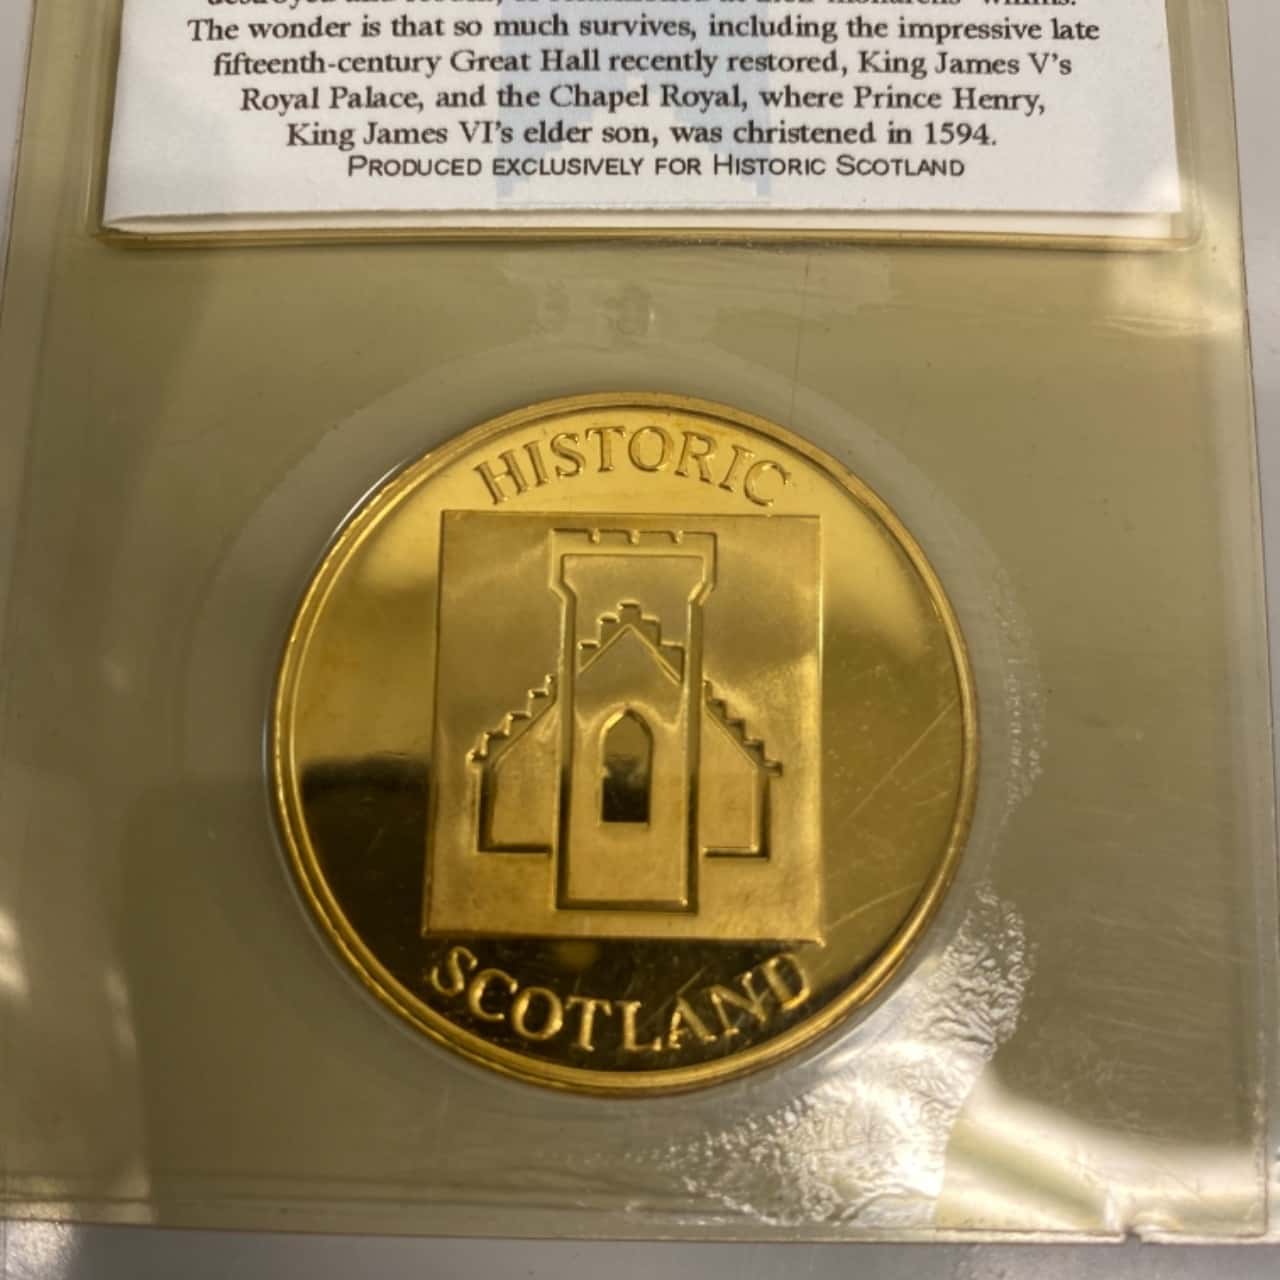 The wonder is that so much survives, including the impressive late
fifteenth-century Great Hall recently restored, King James V's
Royal Palace, and the Chapel Royal, where Prince Henry,
King James VI's elder son, was christened in 1594.
PRODUCED EXCLUSIVELY FOR HISTORIC SCOTLAND
HISTORIC
SCOTLAND